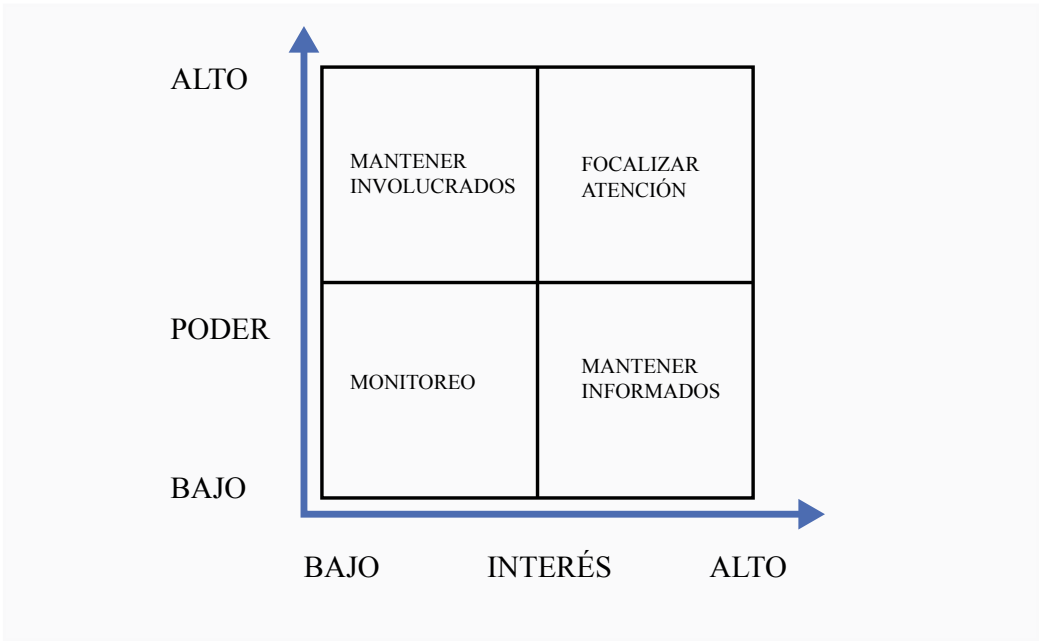 ALTO
MANTENER
INVOLUCRADOS
FOCALIZAR
ATENCIÓN
PODER
MONITOREO
MANTENER
INFORMADOS
BAJO
BAJO INTERÉS ALTO